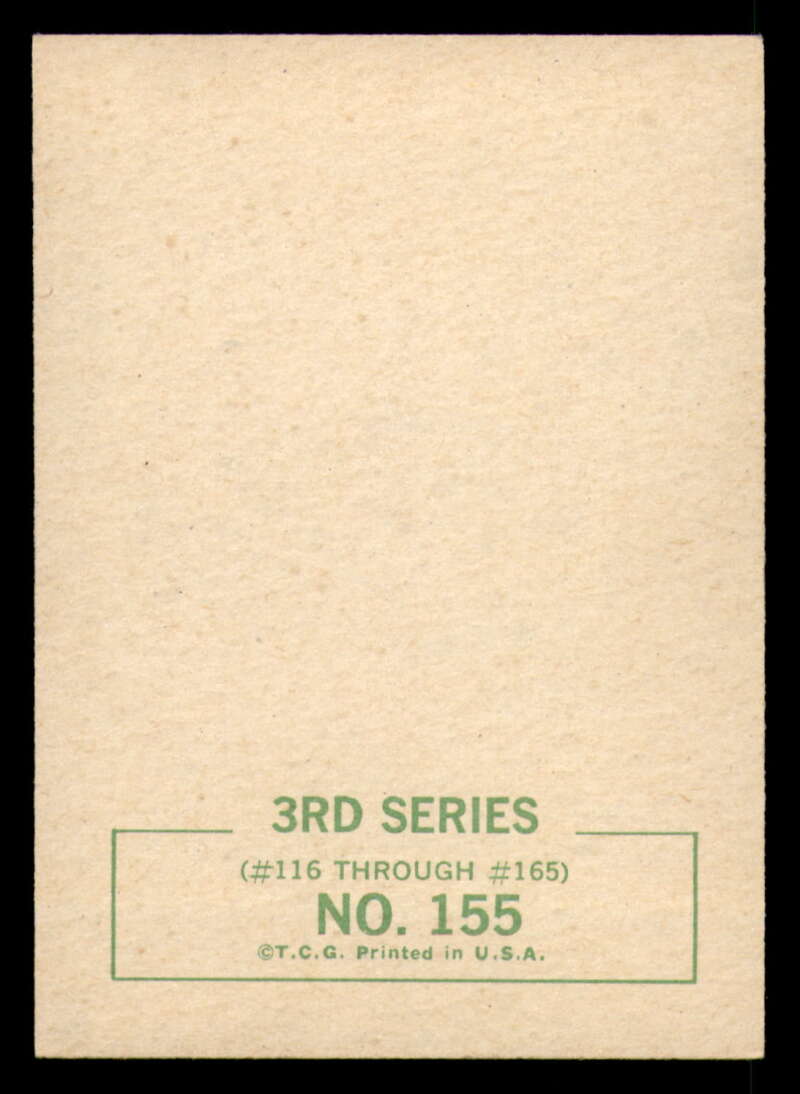 3RD SERIES
(#116 THROUGH #165)
NO. 155
©T.C.G. Printed in U.S.A.